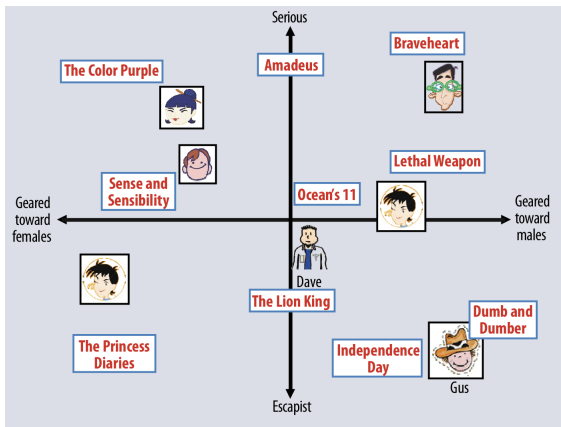 Serious
Braveheart
Amadeus
The Color Purple
Lethal Weapon
Sense and
Sensibility
Ocean's 11
Geared
toward
females
Geared
toward
males
Dave
The Lion King
Dumb and
Dumber
The Princess
Diaries
Independence
Day
Gus
Escapist